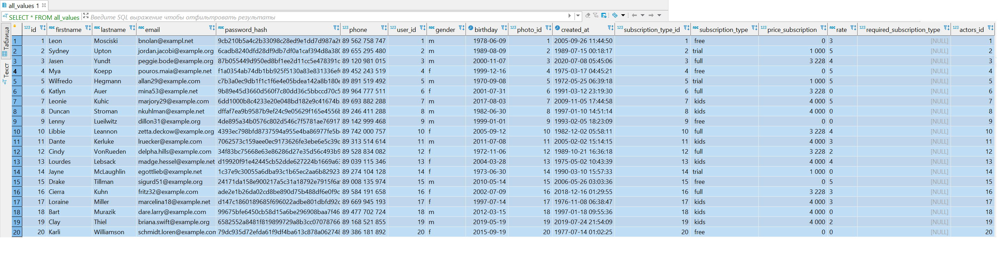 all_values 1
SELECT * FROM all_values Введите SQL выражение чтобы отфильтровать результаты
Таблица
Текст
123 id ABC firstname ABC lastname ABC email ABC password_hash 123 phone 123 user_id ABC gender birthday 123 photo_id created_at 123 subscription_type_id ABC subscription_type 123 price_subscription ABC rate 123 required_subscription_type 123 actors_id
1 1 Leon Mosciski bnolan@exampl.net 9cb210b5a4c2b33098c28ed9e1dd7d987a26 89 562 758 747 1 m 1978-06-09 1 2005-09-26 11:44:50 1 free 0 3 [NULL] 1
2 2 Sydney Upton jordan.jacobi@example.org 6cadb8240dfd28df9db7df0a1caf394d8a380 89 655 295 480 2 m 1989-08-09 2 1989-07-15 00:18:17 2 trial 1 000 5 [NULL] 2
3 3 Jasen Yundt peggie.bode@example.org 87b055449d950ed8bf1ee2d11cc5e478391c 89 120 981 015 3 m 2000-11-07 3 2020-07-08 05:45:06 3 full 3 228 4 [NULL] 3
4 4 Mya Koepp pouros.maia@example.net f1a0354ab74db1bb925f5130a83e831336ef6 89 452 243 519 4 f 1999-12-16 4 1975-03-17 04:45:21 4 free 0 5 [NULL] 4
5 5 Wilfredo Hegmann allan29@example.com c7b3a0ec9db1f1c1f6e4e05bdea142a8b180e 89 891 519 492 5 m 1970-09-08 5 1972-05-25 06:39:18 5 trial 1 000 5 [NULL] 5
6 6 Katlyn Auer mina53@example.net 9b89e45d3660d560f7c80dd36c5bbccd70c5 89 964 777 511 6 f 2001-07-31 6 1991-03-12 23:19:30 6 full 3 228 0 [NULL] 6
7 7 Leonie Kuhic marjory29@example.com 6dd1000b8c4233e20e048bd182e9c41674b. 89 693 882 288 7 m 2017-08-03 7 2009-11-05 17:44:58 7 kids 4 000 5 [NULL] 7
8 8 Duncan Stroman nkuhlman@example.net dffaf7ea9b9587b9ef24c9e05629f165e4556b 89 246 411 288 8 m 1982-06-30 8 1997-01-10 14:51:14 8 kids 4 000 0 [NULL] 8
9 9 Lenny Lueilwitz dillon31@example.org 4de895a34b0576c802d546c7f5781ae76917 89 142 999 468 9 m 1999-01-01 9 1993-02-05 18:23:09 9 free 0 0 [NULL] 9
10 10 Libbie Leannon zetta.deckow@example.org 4393ec798bfd8737594a955e4ba86977fe5b 89 742 000 757 10 f 2005-09-12 10 1982-12-02 05:58:11 10 full 3 228 4 [NULL] 10
11 11 Dante Kerluke lruecker@example.com 7062573c159aee0ec9173626fe3ebe6e5c39c 89 313 514 614 11 m 2011-07-08 11 2005-02-02 15:14:15 11 kids 4 000 3 [NULL] 11
12 12 Cindy VonRueden delpha.hills@example.com 34f83bc75668e63e86286d27e35d56c493b9 89 528 834 082 12 f 1972-11-06 12 1989-10-21 16:36:18 12 full 3 228 2 [NULL] 12
13 13 Lourdes Lebsack madge.hessel@example.net d19920f91e42445cb52dde627224b1669a63 89 039 115 346 13 f 2004-03-28 13 1975-05-02 10:43:39 13 kids 4 000 4 [NULL] 13
14 14 Jayne McLaughlin egottlieb@example.net 1c37e9c30055a6dba93c1b65ec2aa6b82923 89 274 104 128 14 f 1973-06-30 14 1990-03-10 15:57:33 14 trial 1 000 0 [NULL] 14
15 15 Drake Tillman sigurd51@example.org 24171da158e900217a5c31a18792e7915f6a 89 008 135 974 15 m 2010-05-14 15 2006-05-26 03:03:36 15 free 0 5 [NULL] 15
16 16 Cierra Kuhn fritz32@example.com ade2e1b26da02cd8be890d75b488df6e0f9c 89 584 191 658 16 f 2002-07-09 16 2018-12-16 01:29:55 16 full 3 228 3 [NULL] 16
17 17 Loraine Miller marcelina18@example.net d147c1860189685f696022adbe801dbfd92c 89 669 945 193 17 f 1997-07-14 17 1976-11-08 06:38:47 17 kids 4 000 3 [NULL] 17
18 18 Bart Murazik dare.larry@example.com 99675bfe6450cb58d15a6be296908baa7f46 89 477 702 724 18 m 2012-03-15 18 1997-01-18 09:55:36 18 kids 4 000 0 [NULL] 18
19 19 Clay Thiel briana.swift@example.org 6582552a8481f819899729a8b3cc07078766 89 168 521 855 19 m 2019-05-19 19 2019-07-24 21:54:09 19 kids 4 000 2 [NULL] 19
20 20 Karli Williamson schmidt.loren@example.com 79dc935d72efda61f9df4ba613c878a062748 89 386 181 892 20 f 2015-09-19 20 1977-07-14 01:02:25 20 free 0 0 [NULL] 20